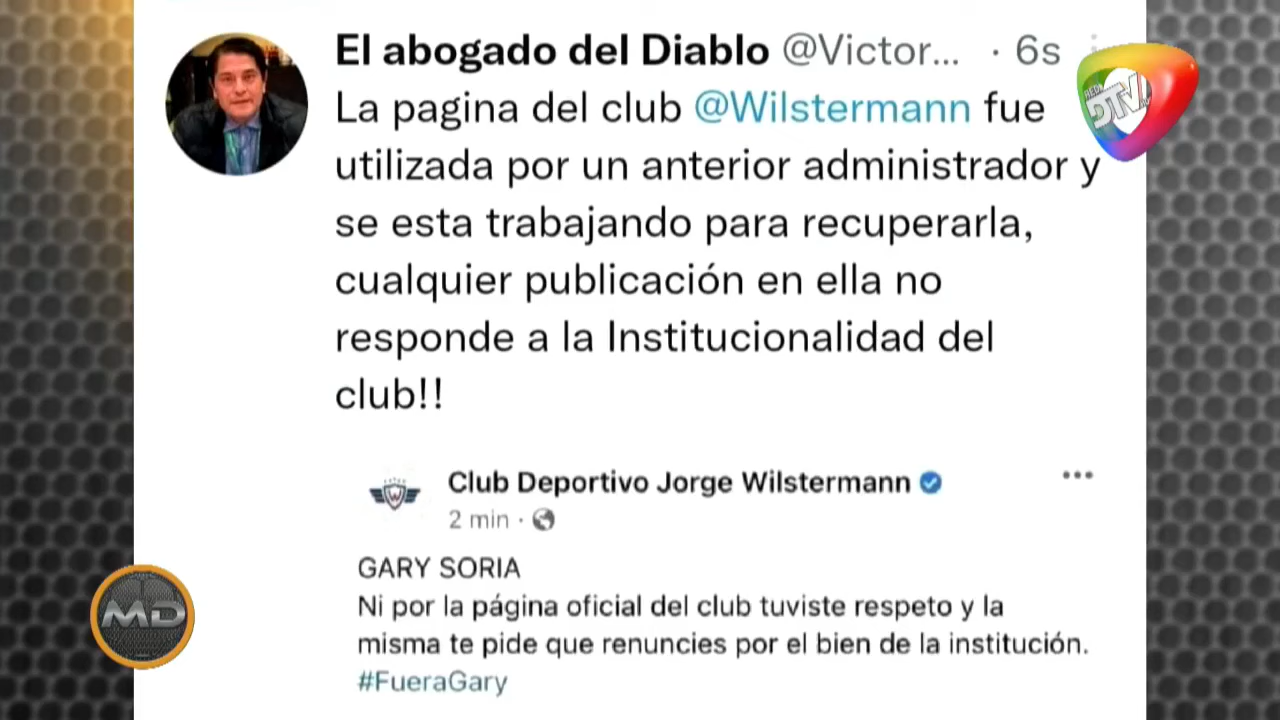 El abogado del Diablo @Victor... · 6s
La pagina del club @Wilstermann fue
utilizada por un anterior administrador y
se esta trabajando para recuperarla,
cualquier publicación en ella no
responde a la Institucionalidad del
club!!
Club Deportivo Jorge Wilstermann
2 min ·
GARY SORIA
Ni por la página oficial del club tuviste respeto y la
misma te pide que renuncies por el bien de la institución.
#FueraGary
RED
DTV!
MD